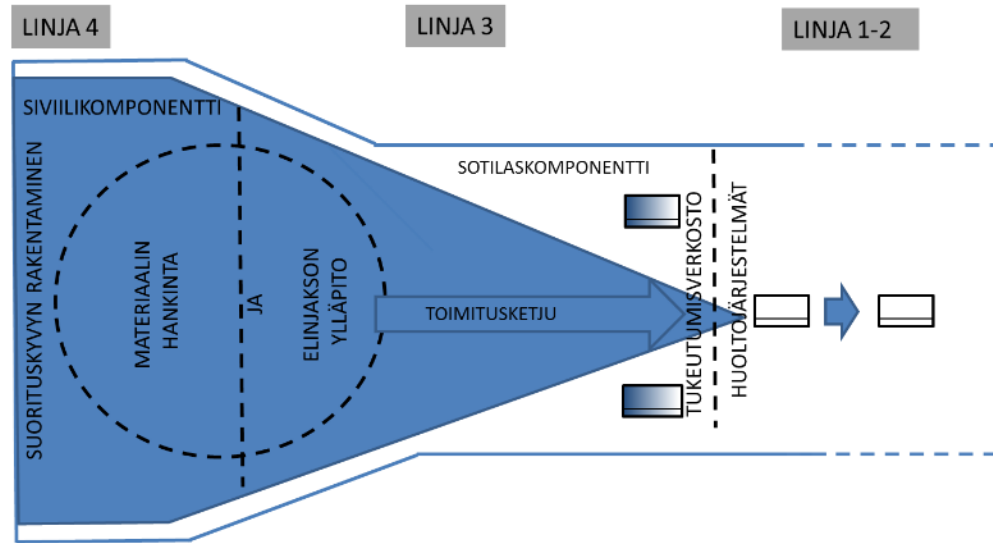 LINJA 4
LINJA 3
LINJA 1-2
SIVIILIKOMPONENTTI
SUORITUSKYVYN RAKENTAMINEN
MATERIAALIN
HANKINTA
JA
ELINJAKSON
YLLÄPITO
TOIMITUSKETJU
SOTILASKOMPONENTTI
TUKEUTUMISVERKOSTO
HUOLTOJÄRJESTELMÄT